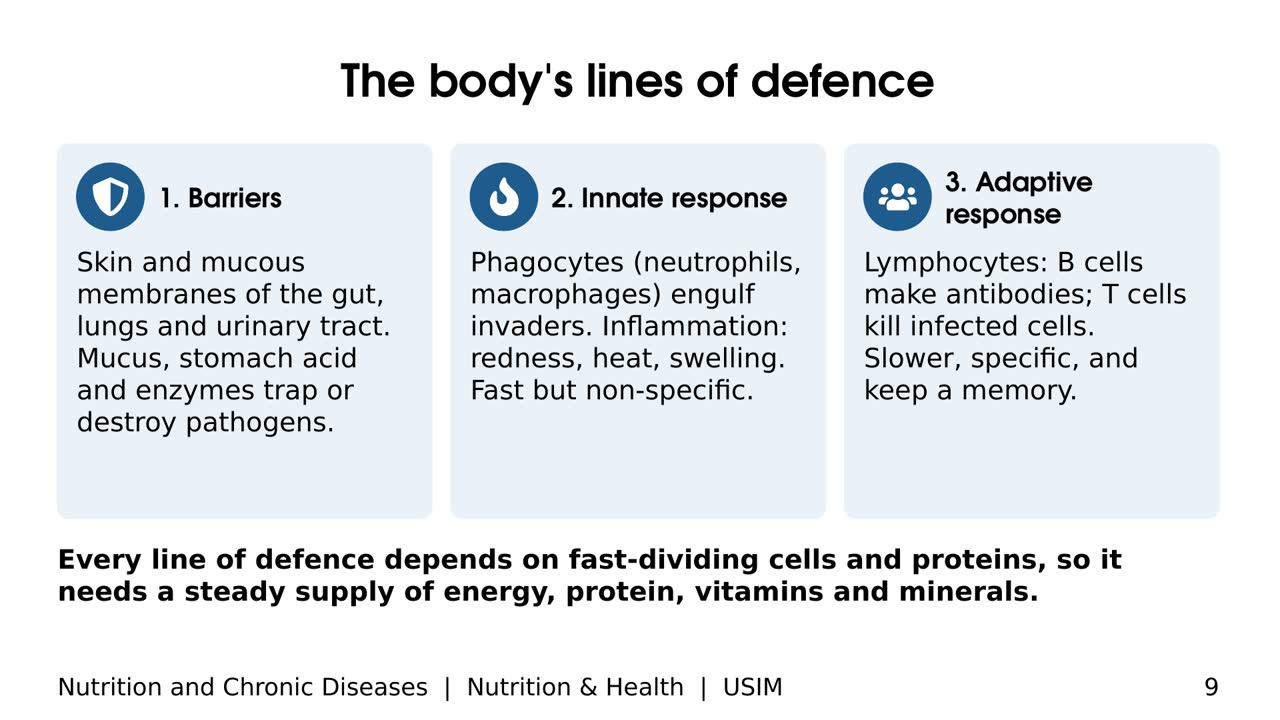 The body's lines of defence
1. Barriers
Skin and mucous
membranes of the gut,
lungs and urinary tract.
Mucus, stomach acid
and enzymes trap or
destroy pathogens.
2. Innate response
Phagocytes (neutrophils,
macrophages) engulf
invaders. Inflammation:
redness, heat, swelling.
Fast but non-specific.
3. Adaptive
response
Lymphocytes: B cells
make antibodies; T cells
kill infected cells.
Slower, specific, and
keep a memory.
Every line of defence depends on fast-dividing cells and proteins, so it
needs a steady supply of energy, protein, vitamins and minerals.
Nutrition and Chronic Diseases | Nutrition & Health | USIM
9